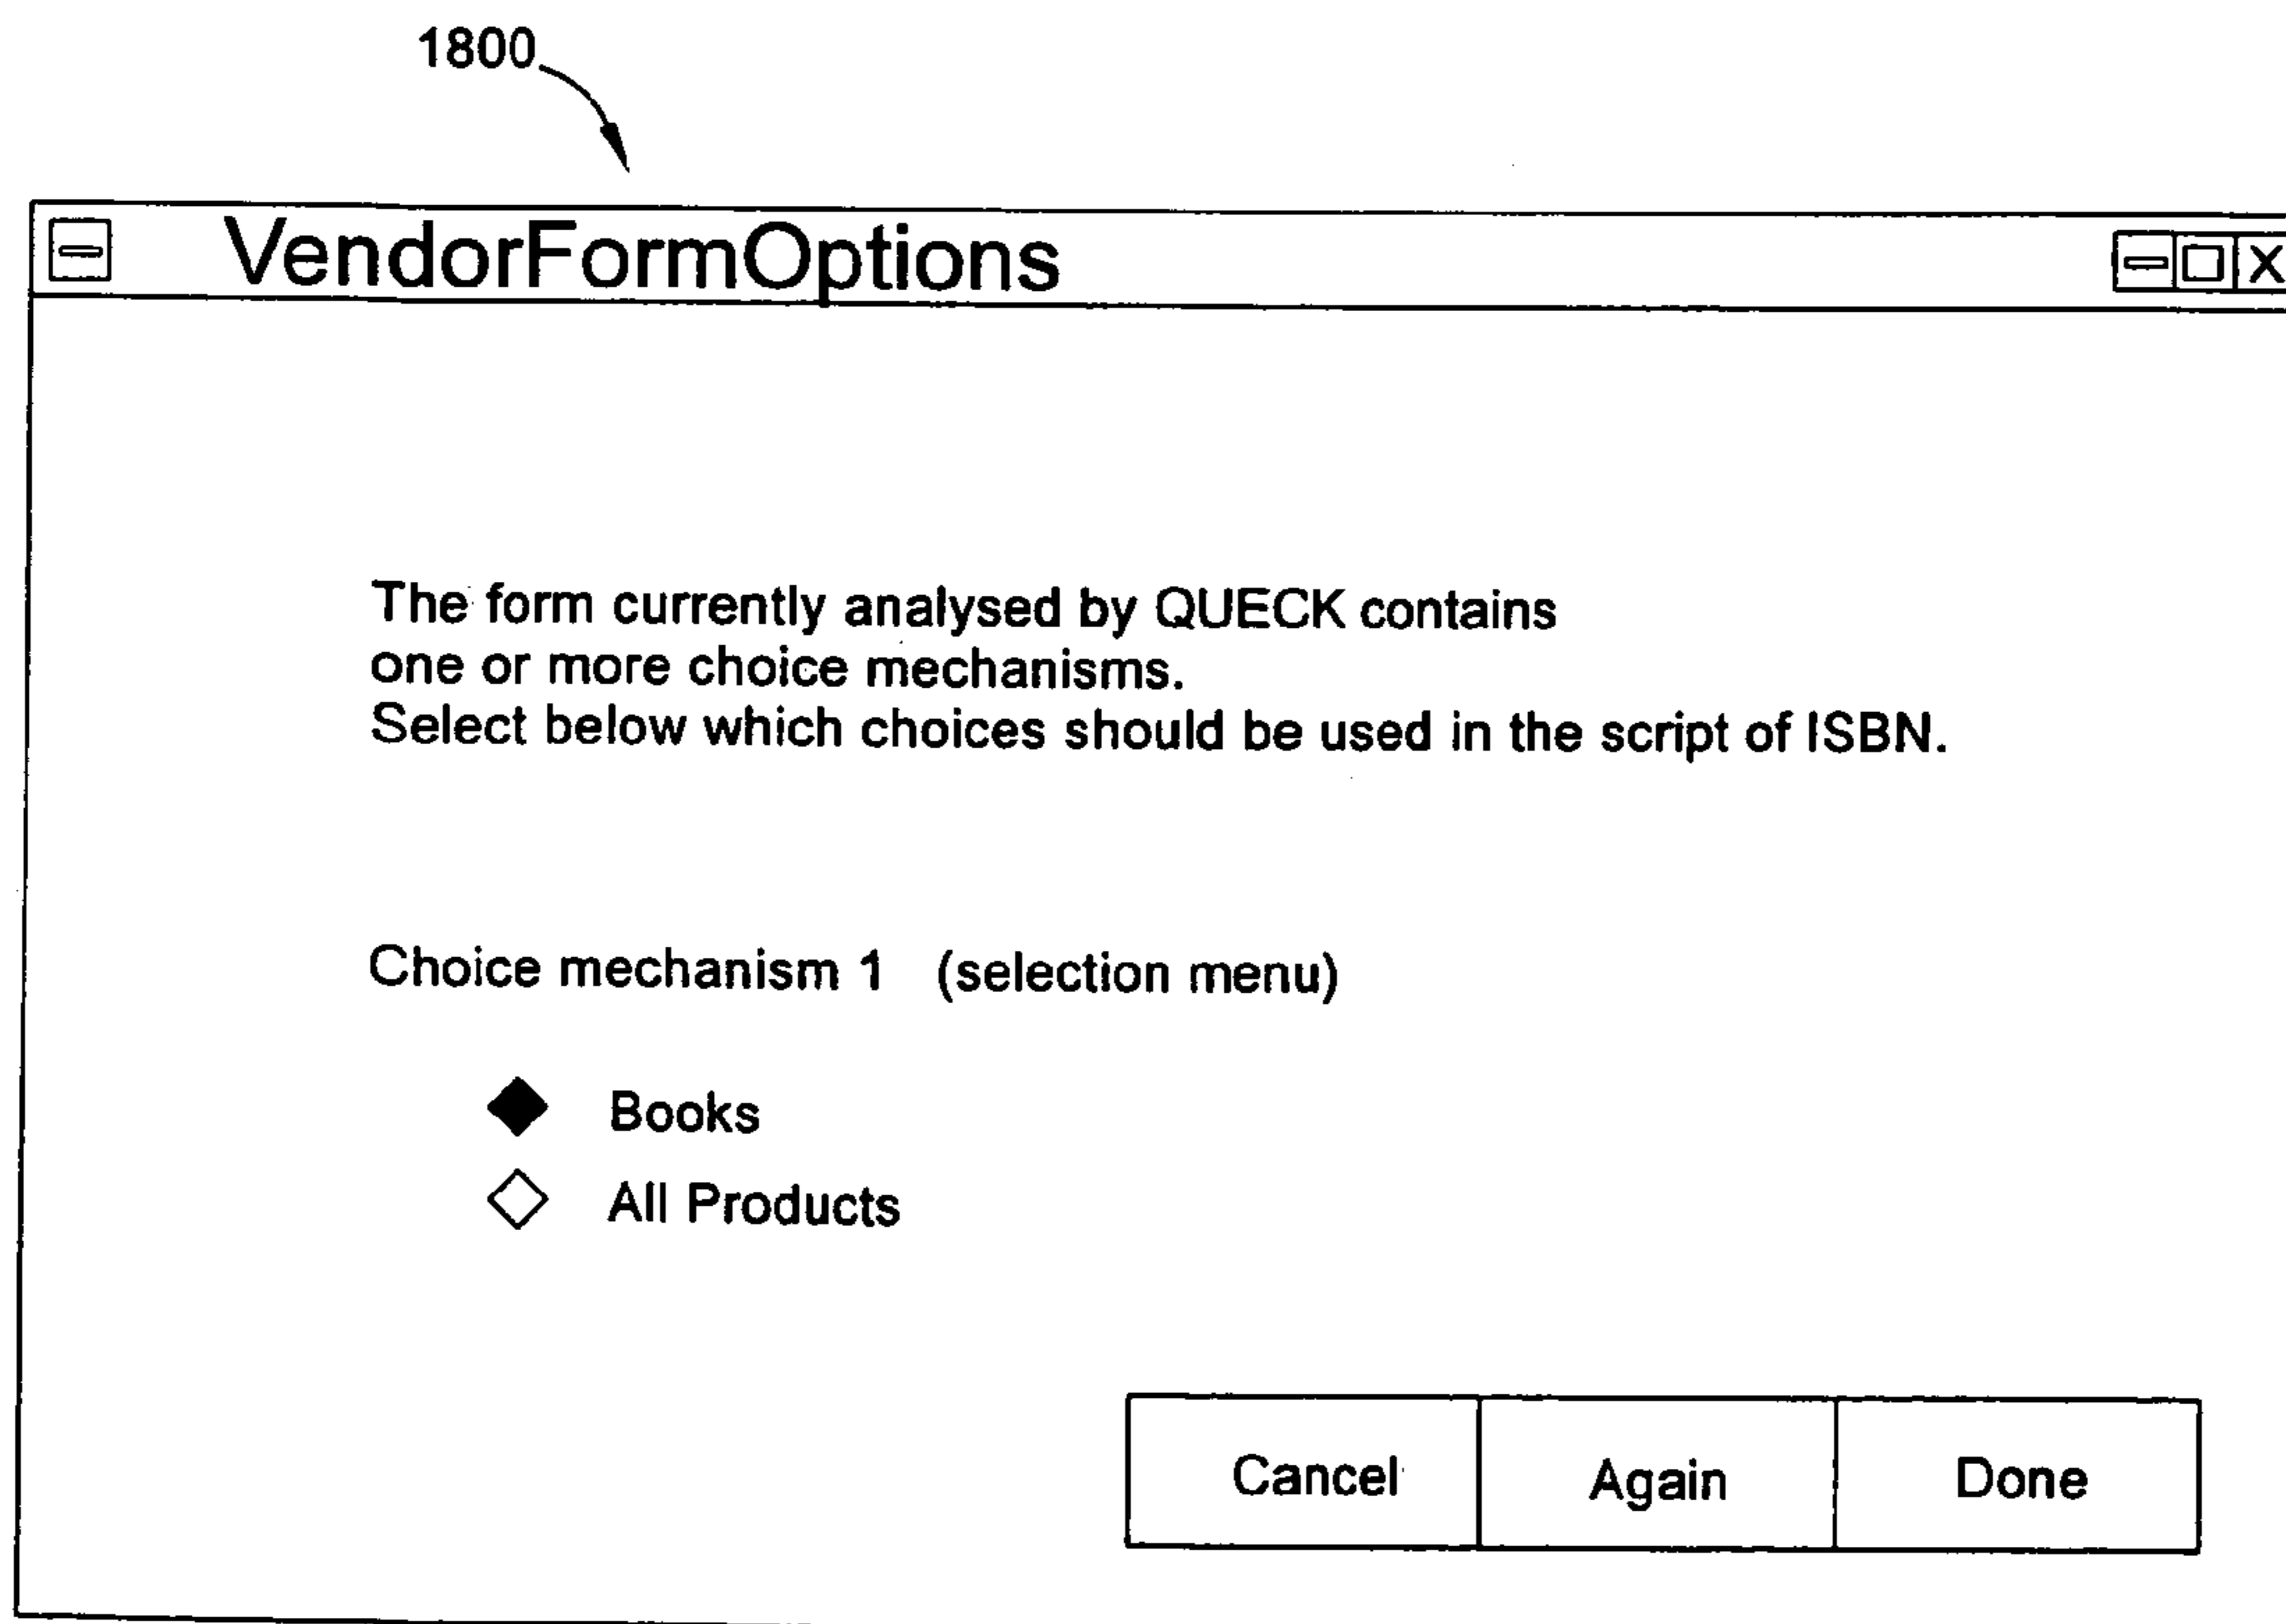 1800
VendorFormOptions
The form currently analysed by QUECK contains
one or more choice mechanisms.
Select below which choices should be used in the script of ISBN.
Choice mechanism 1 (selection menu)
Books
All Products
Cancel Again Done